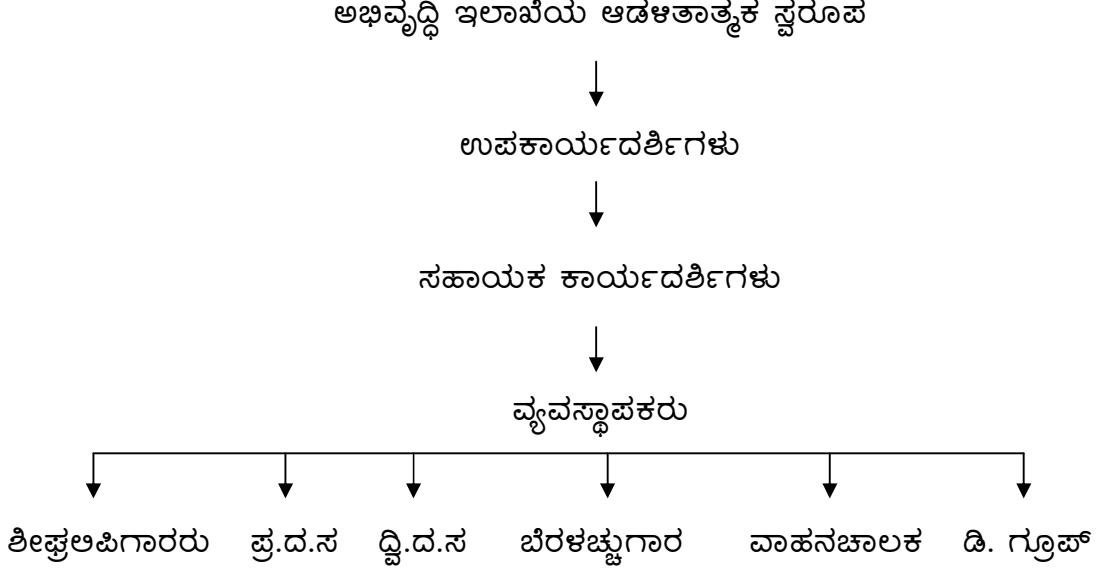 ಅಭಿವೃದ್ಧಿ ಇಲಾಖೆಯ ಆಡಳಿತಾತ್ಮಕ ಸ್ವರೂಪ
ಉಪಕಾರ್ಯದರ್ಶಿಗಳು
ಸಹಾಯಕ ಕಾರ್ಯದರ್ಶಿಗಳು
ವ್ಯವಸ್ಥಾಪಕರು
ಶೀಘ್ರಲಿಪಿಗಾರರು ಪ್ರ.ದ.ಸ ದ್ವಿ.ದ.ಸ ಬೆರಳಚ್ಚುಗಾರ ವಾಹನಚಾಲಕ ಡಿ. ಗ್ರೂಪ್